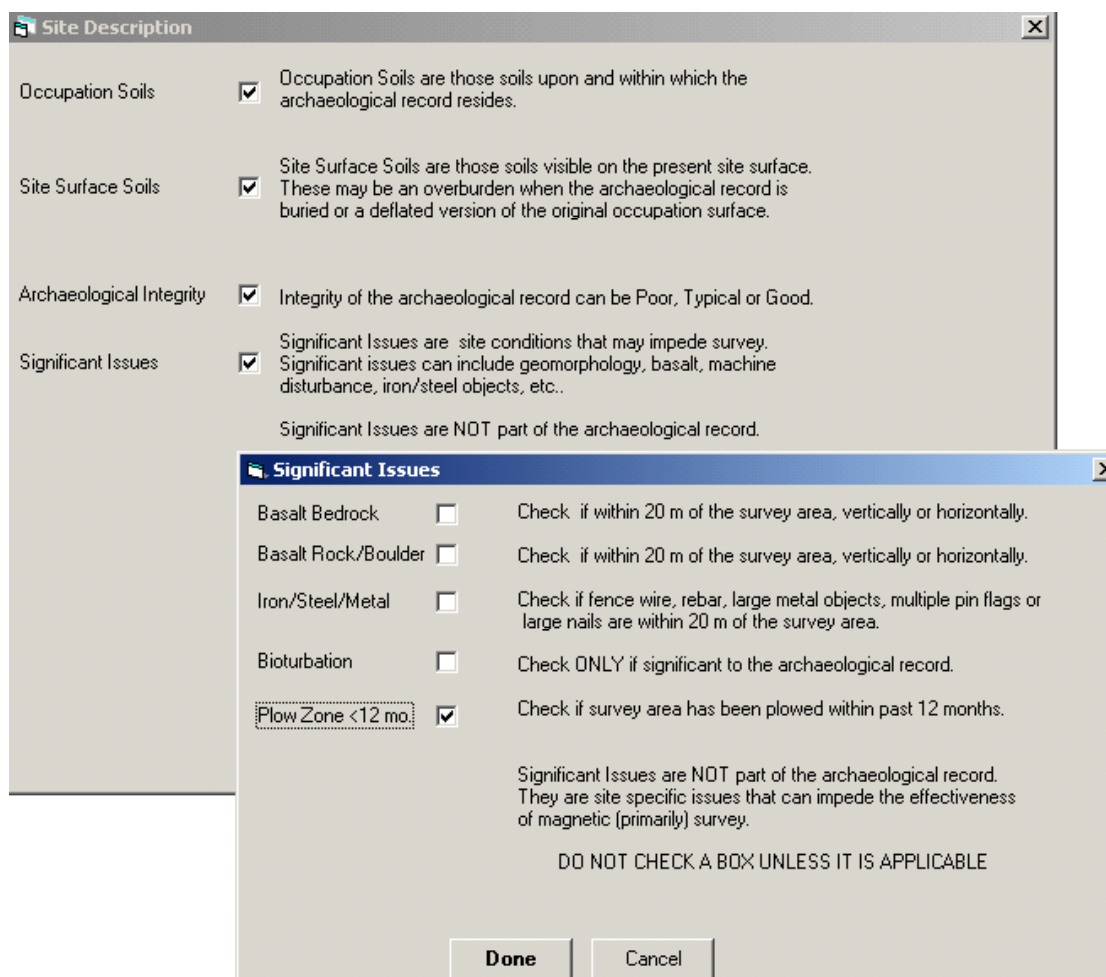 Site Description
Occupation Soils
Occupation Soils are those soils upon and within which the
archaeological record resides.
Site Surface Soils
Site Surface Soils are those soils visible on the present site surface.
These may be an overburden when the archaeological record is
buried or a deflated version of the original occupation surface.
Archaeological Integrity
Integrity of the archaeological record can be Poor, Typical or Good.
Significant Issues
Significant Issues are site conditions that may impede survey.
Significant issues can include geomorphology, basalt, machine
disturbance, iron/steel objects, etc..
Significant Issues are NOT part of the archaeological record.
Significant Issues
Basalt Bedrock
Check if within 20 m of the survey area, vertically or horizontally.
Basalt Rock/Boulder
Check if within 20 m of the survey area, vertically or horizontally.
Iron/Steel/Metal
Check if fence wire, rebar, large metal objects, multiple pin flags or
large nails are within 20 m of the survey area.
Bioturbation
Check ONLY if significant to the archaeological record.
Plow Zone <12 mo.
Check if survey area has been plowed within past 12 months.
Significant Issues are NOT part of the archaeological record.
They are site specific issues that can impede the effectiveness
of magnetic (primarily) survey.
DO NOT CHECK A BOX UNLESS IT IS APPLICABLE
Done
Cancel